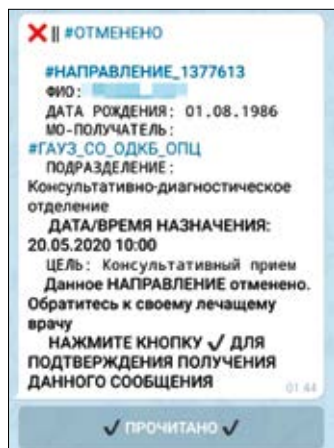 ❌ || #ОТМЕНЕНО
#НАПРАВЛЕНИЕ_1377613
ФИО:
ДАТА РОЖДЕНИЯ: 01.08.1986
МО-ПОЛУЧАТЕЛЬ:
#ГАУЗ_СО_ОДКБ_ОПЦ
ПОДРАЗДЕЛЕНИЕ:
Консультативно-диагностическое
отделение
ДАТА/ВРЕМЯ НАЗНАЧЕНИЯ:
20.05.2020 10:00
ЦЕЛЬ: Консультативный прием
Данное НАПРАВЛЕНИЕ отменено.
Обратитесь к своему лечащему
врачу
НАЖМИТЕ КНОПКУ ✓ ДЛЯ
ПОДТВЕРЖДЕНИЯ ПОЛУЧЕНИЯ
ДАННОГО СООБЩЕНИЯ
01:44
✓ ПРОЧИТАНО ✓